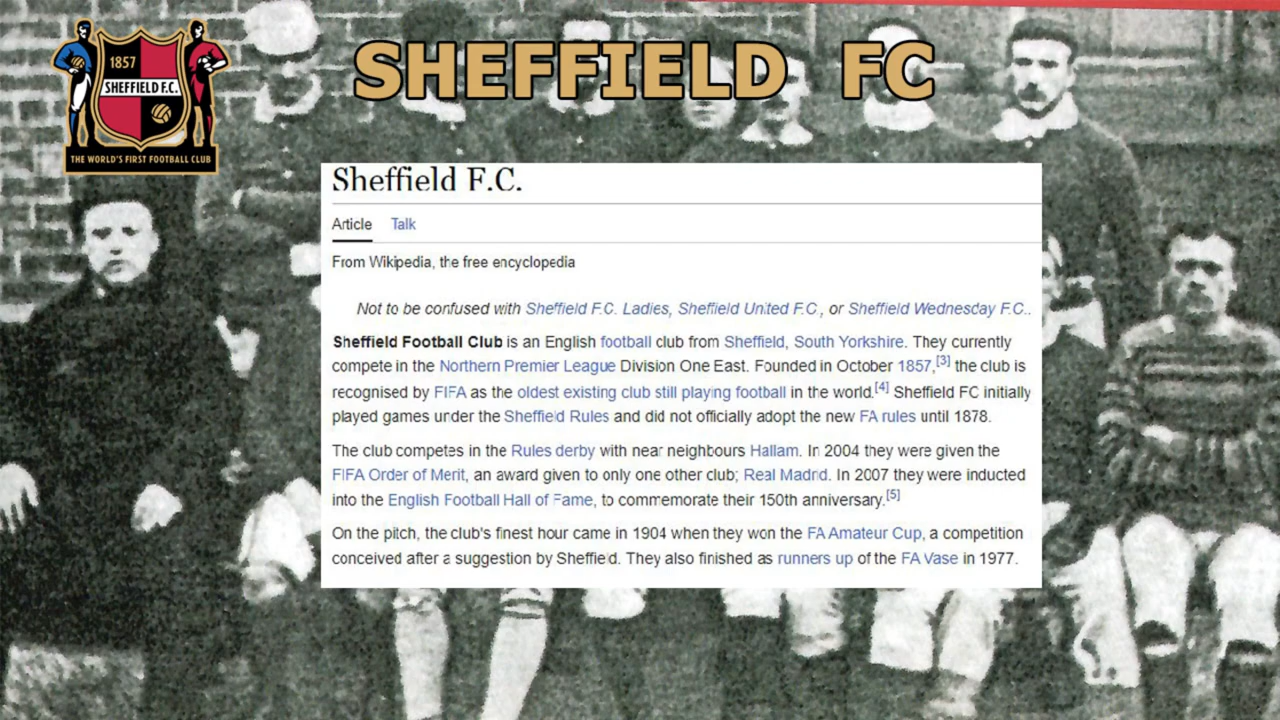 1857
SHEFFIELD F.C.
THE WORLD'S FIRST FOOTBALL CLUB
SHEFFIELD FC
Sheffield F.C.
Article Talk
From Wikipedia, the free encyclopedia
Not to be confused with Sheffield F.C. Ladies, Sheffield United F.C., or Sheffield Wednesday F.C..
Sheffield Football Club is an English football club from Sheffield, South Yorkshire. They currently
compete in the Northern Premier League Division One East. Founded in October 1857,[3] the club is
recognised by FIFA as the oldest existing club still playing football in the world.[4] Sheffield FC initially
played games under the Sheffield Rules and did not officially adopt the new FA rules until 1878.
The club competes in the Rules derby with near neighbours Hallam. In 2004 they were given the
FIFA Order of Merit, an award given to only one other club; Real Madrid. In 2007 they were inducted
into the English Football Hall of Fame, to commemorate their 150th anniversary.[5]
On the pitch, the club's finest hour came in 1904 when they won the FA Amateur Cup, a competition
conceived after a suggestion by Sheffield. They also finished as runners up of the FA Vase in 1977.